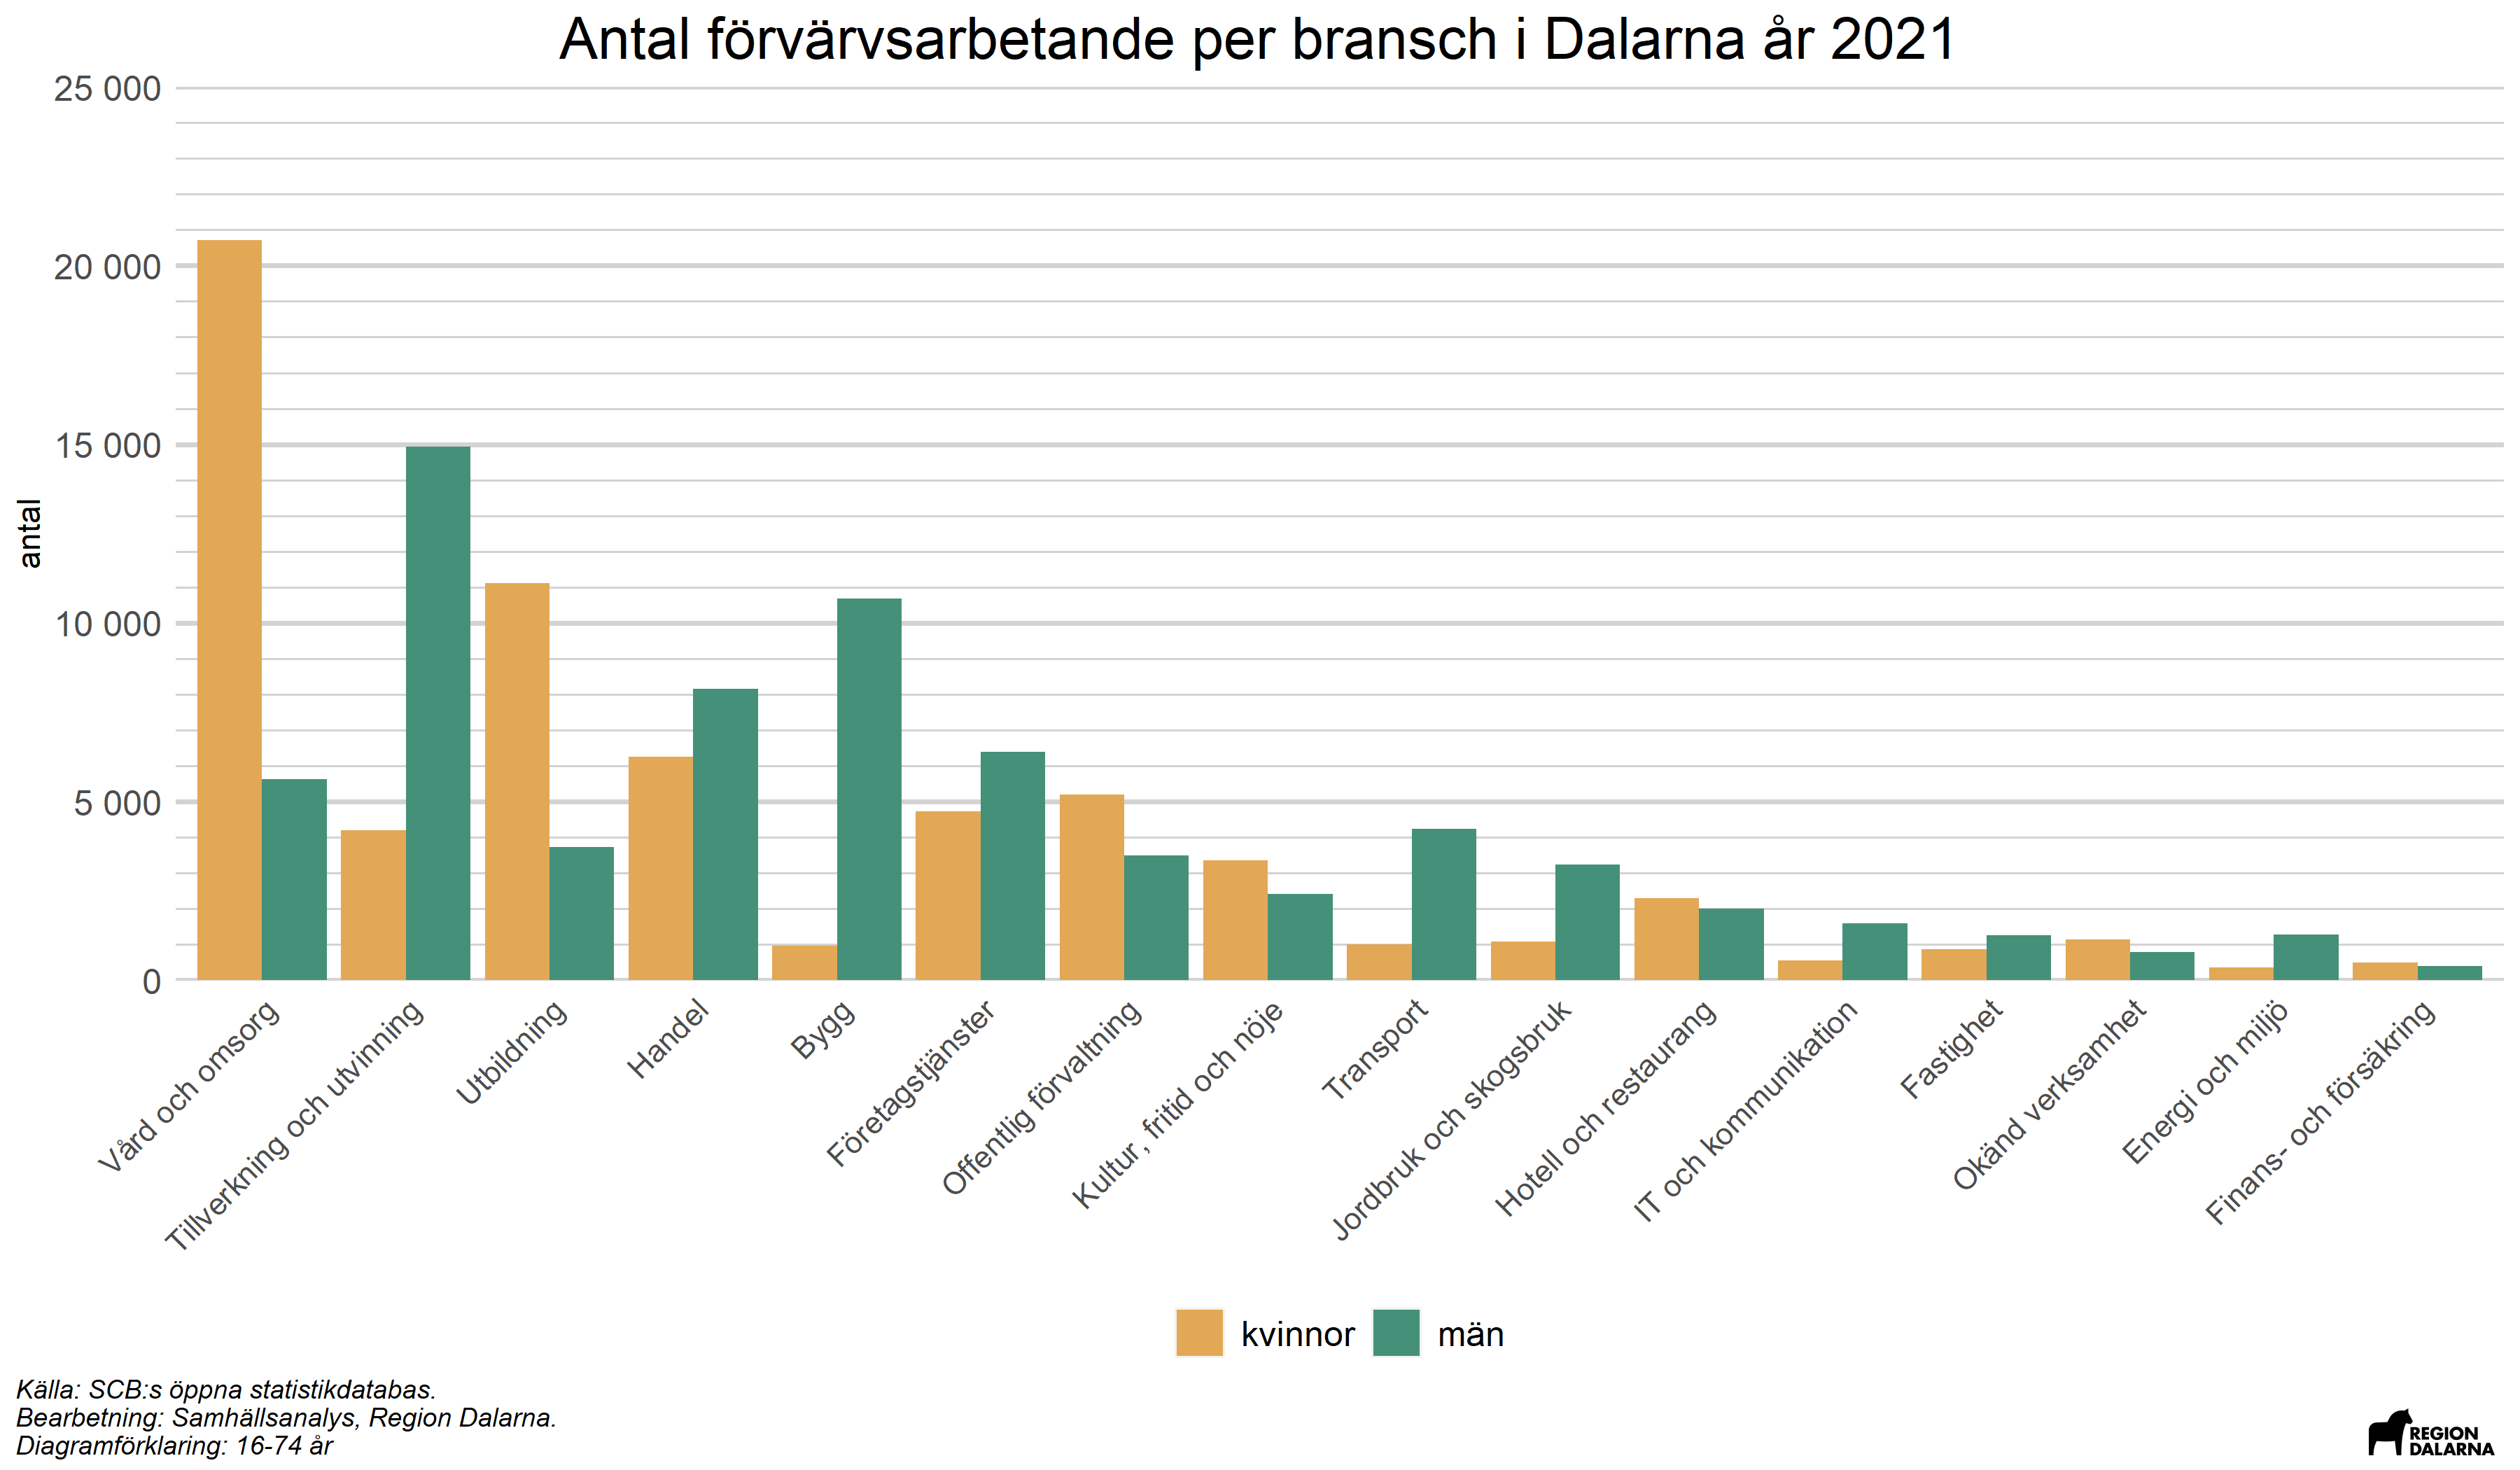 Antal förvärvsarbetande per bransch i Dalarna år 2021
25 000
20 000
15 000
10 000
5 000
0
antal
Vård och omsorg
Tillverkning och utvinning
Utbildning
Handel
Bygg
Företagstjänster
Offentlig förvaltning
Kultur, fritid och nöje
Transport
Jordbruk och skogsbruk
Hotell och restaurang
IT och kommunikation
Fastighet
Okänd verksamhet
Energi och miljö
Finans- och försäkring
kvinnor
män
Källa: SCB:s öppna statistikdatabas.
Bearbetning: Samhällsanalys, Region Dalarna.
Diagramförklaring: 16-74 år
REGION
DALARNA